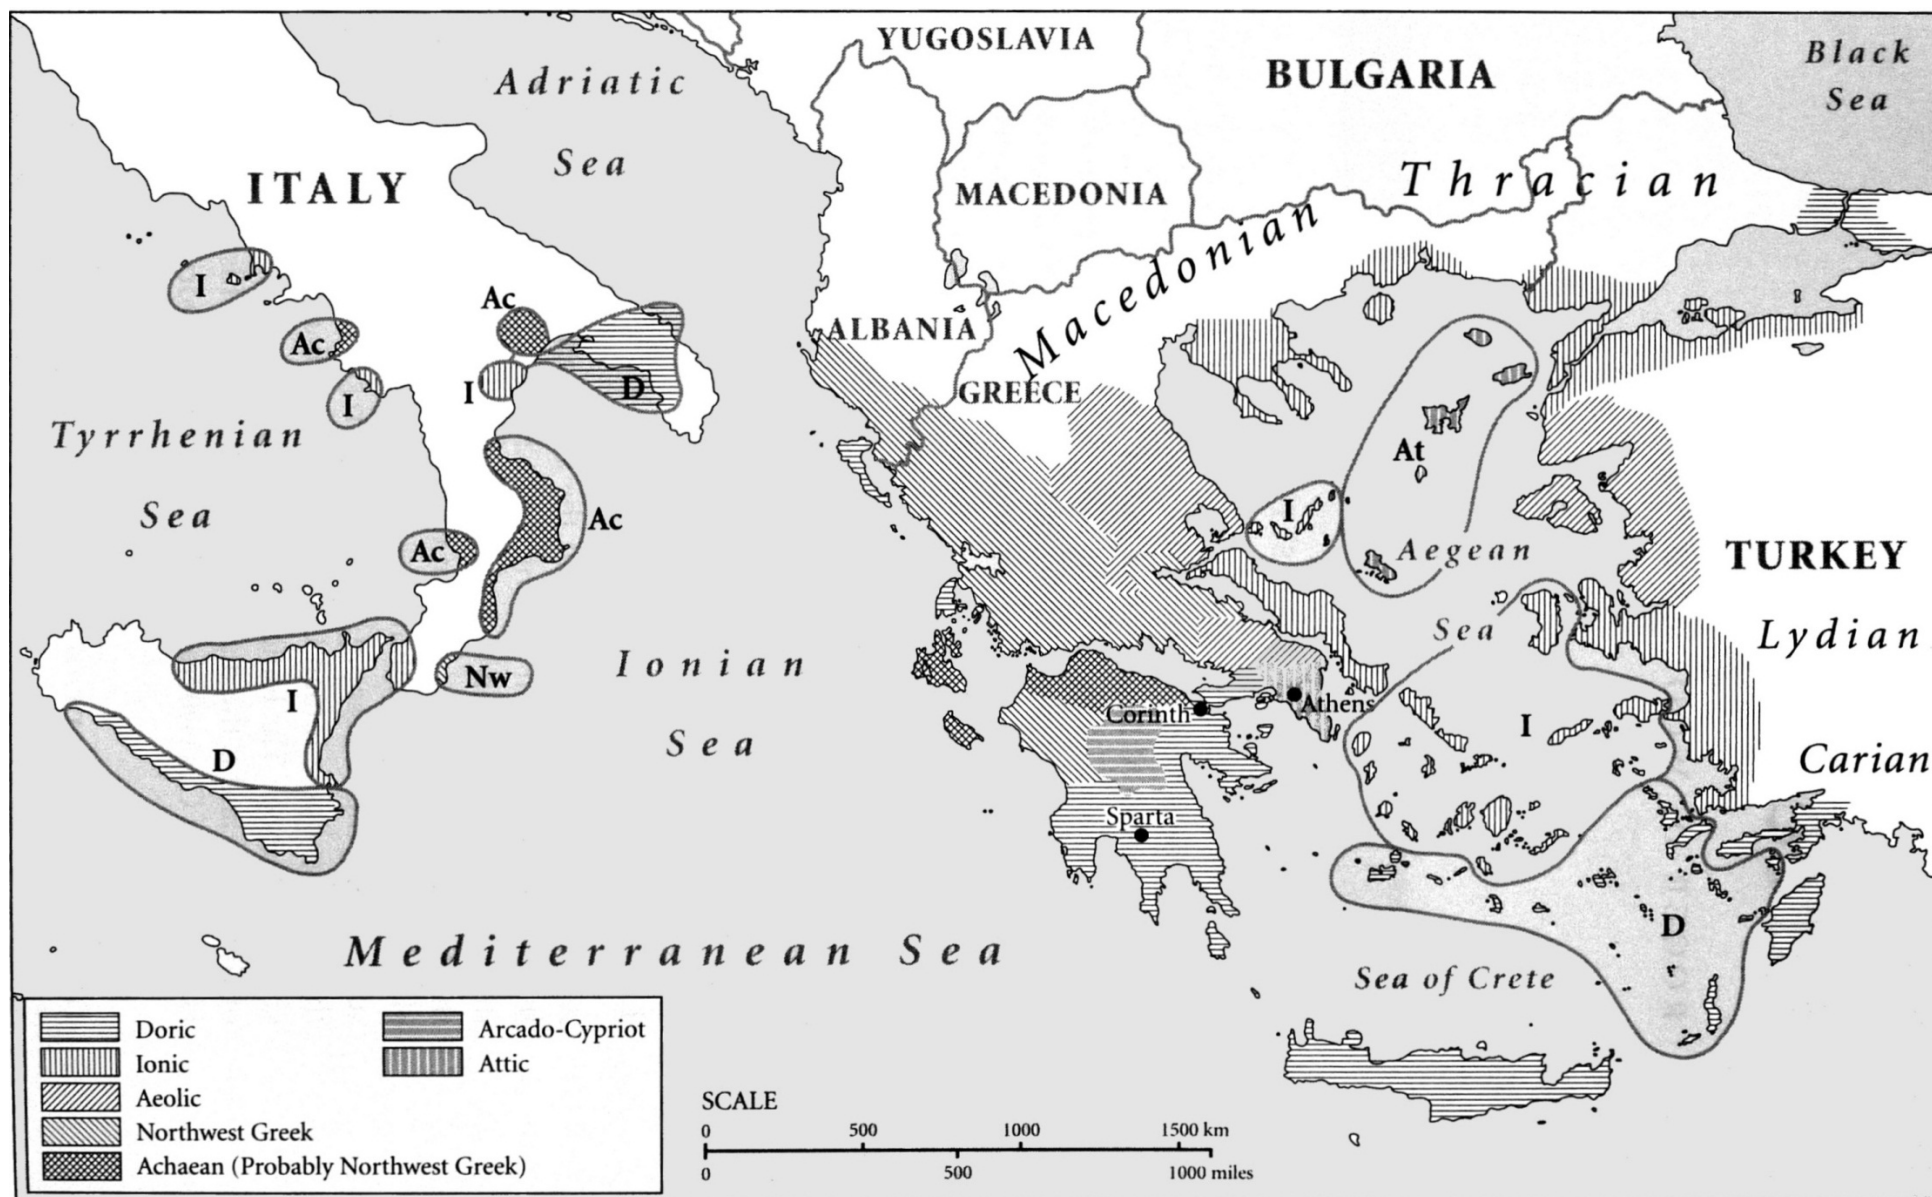 YUGOSLAVIA
BULGARIA
Black
Sea
Adriatic
Sea
ITALY
MACEDONIA
Thracian
Macedonian
ALBANIA
GREECE
I
Ac
I
Ac
I
D
Tyrrhenian
Sea
Ac
Ac
At
I
Aegean
Sea
TURKEY
Lydian
Carian
Ionian
Sea
Nw
I
D
Corinth
Athens
Sparta
I
D
Mediterranean Sea
Sea of Crete
Doric
Ionic
Aeolic
Northwest Greek
Achaean (Probably Northwest Greek)
Arcado-Cypriot
Attic
SCALE
0 500 1000 1500 km
0 500 1000 miles